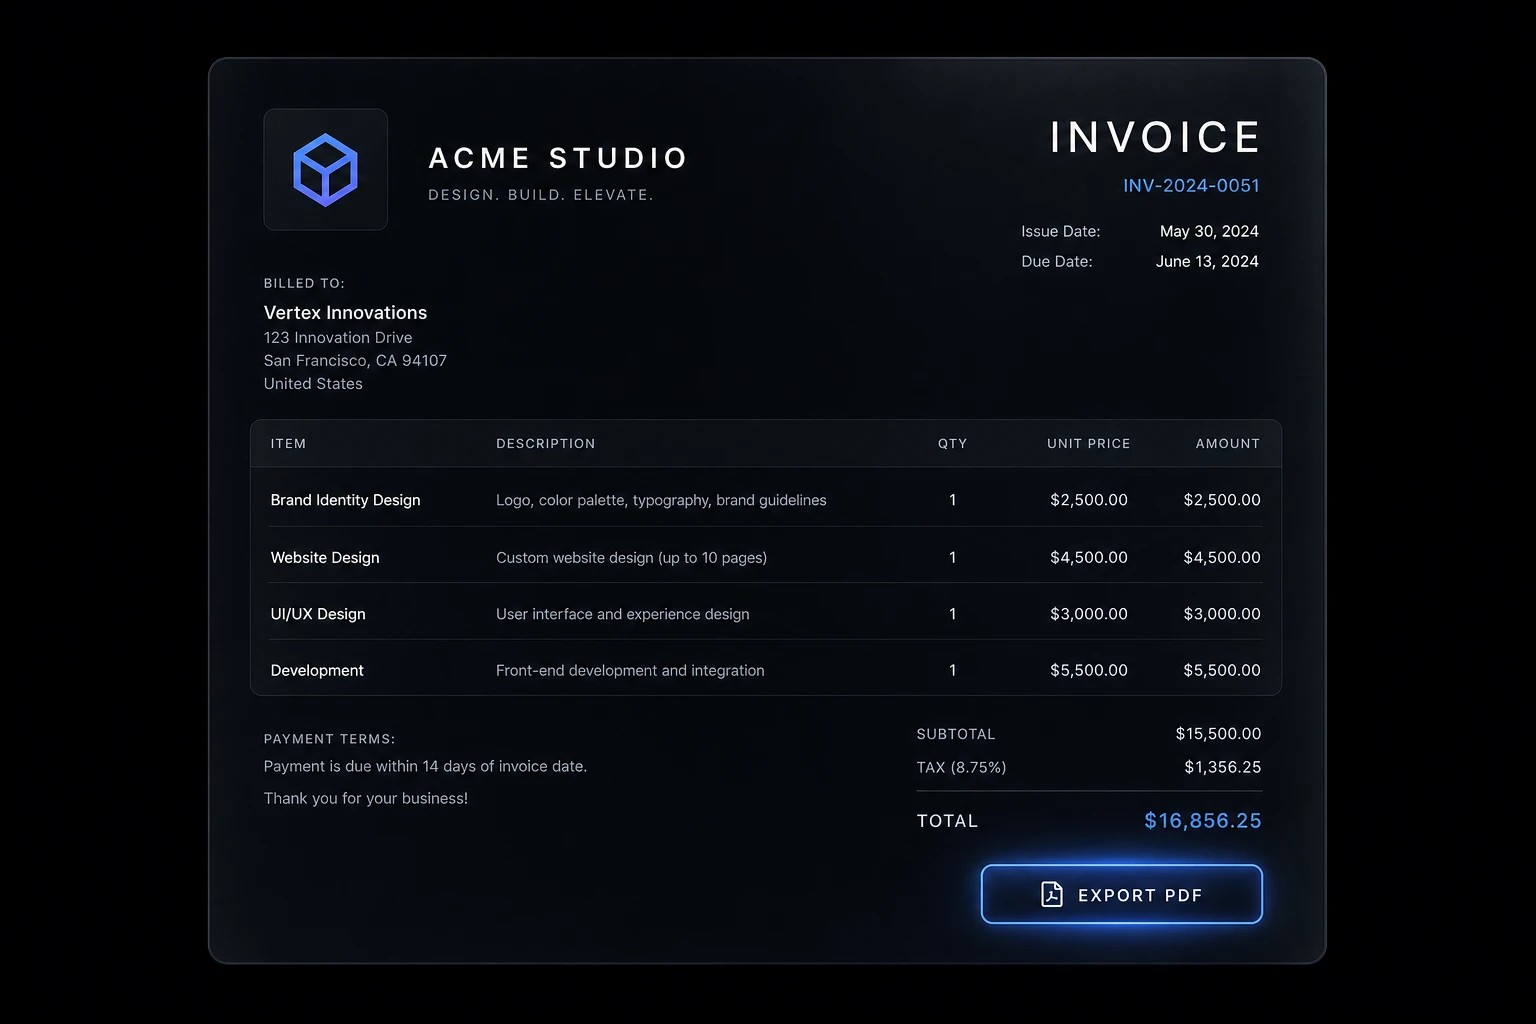 ACME STUDIO
DESIGN. BUILD. ELEVATE.
INVOICE
INV-2024-0051
Issue Date: May 30, 2024
Due Date: June 13, 2024
BILLED TO:
Vertex Innovations
123 Innovation Drive
San Francisco, CA 94107
United States
ITEM DESCRIPTION QTY UNIT PRICE AMOUNT
Brand Identity Design Logo, color palette, typography, brand guidelines 1 $2,500.00 $2,500.00
Website Design Custom website design (up to 10 pages) 1 $4,500.00 $4,500.00
UI/UX Design User interface and experience design 1 $3,000.00 $3,000.00
Development Front-end development and integration 1 $5,500.00 $5,500.00
PAYMENT TERMS:
Payment is due within 14 days of invoice date.
Thank you for your business!
SUBTOTAL $15,500.00
TAX (8.75%) $1,356.25
TOTAL $16,856.25
EXPORT PDF